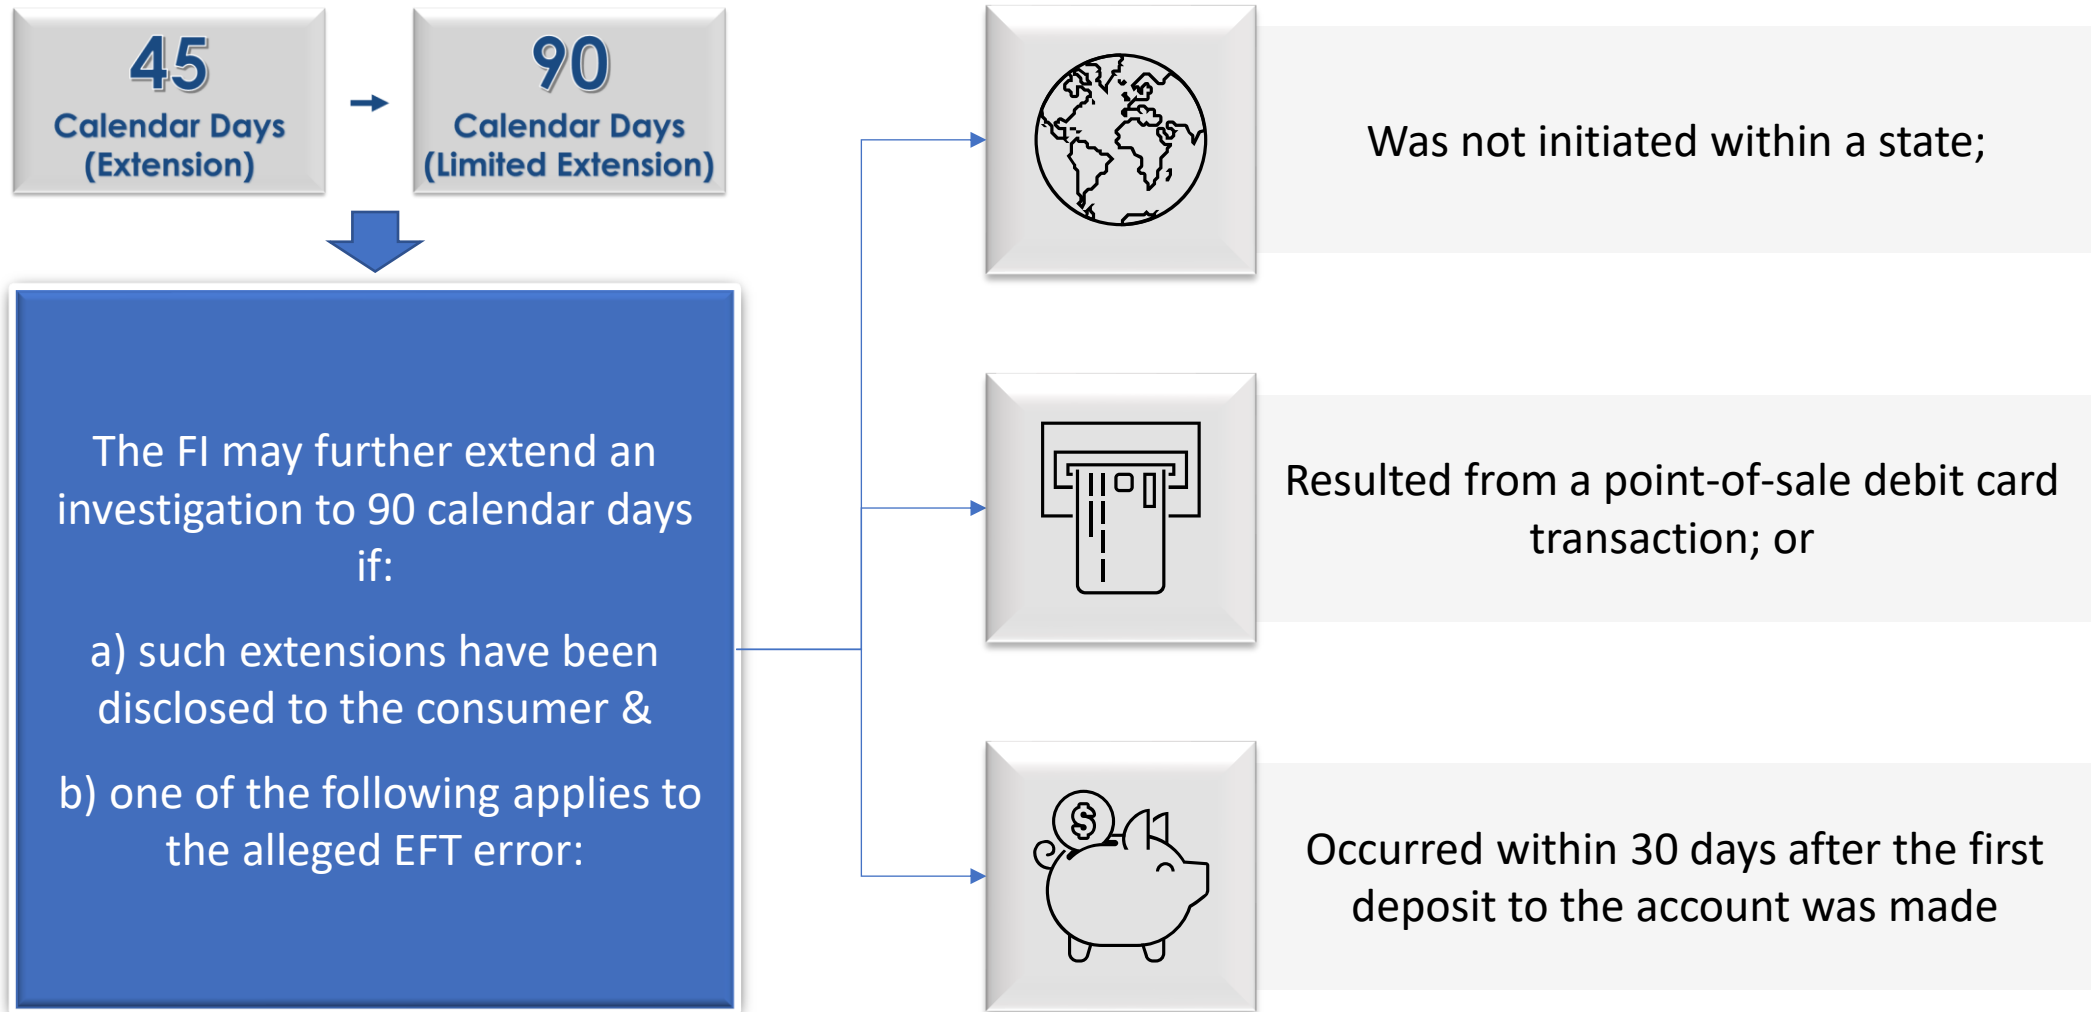 45
Calendar Days
(Extension)
90
Calendar Days
(Limited Extension)
The FI may further extend an
investigation to 90 calendar days
if:
a) such extensions have been
disclosed to the consumer &
b) one of the following applies to
the alleged EFT error:
Was not initiated within a state;
Resulted from a point-of-sale debit card
transaction; or
$
Occurred within 30 days after the first
deposit to the account was made